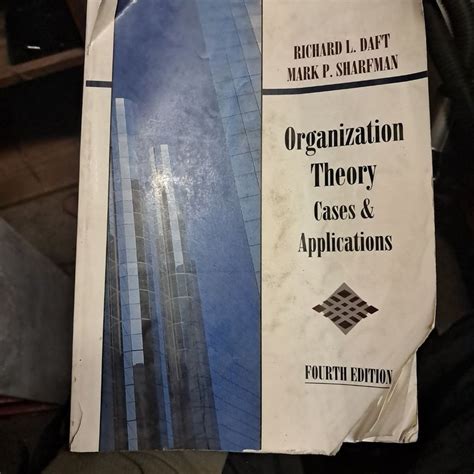 RICHARD L. DAFT
MARK P. SHARFMAN
Organization
Theory
Cases &
Applications
FOURTH EDITION